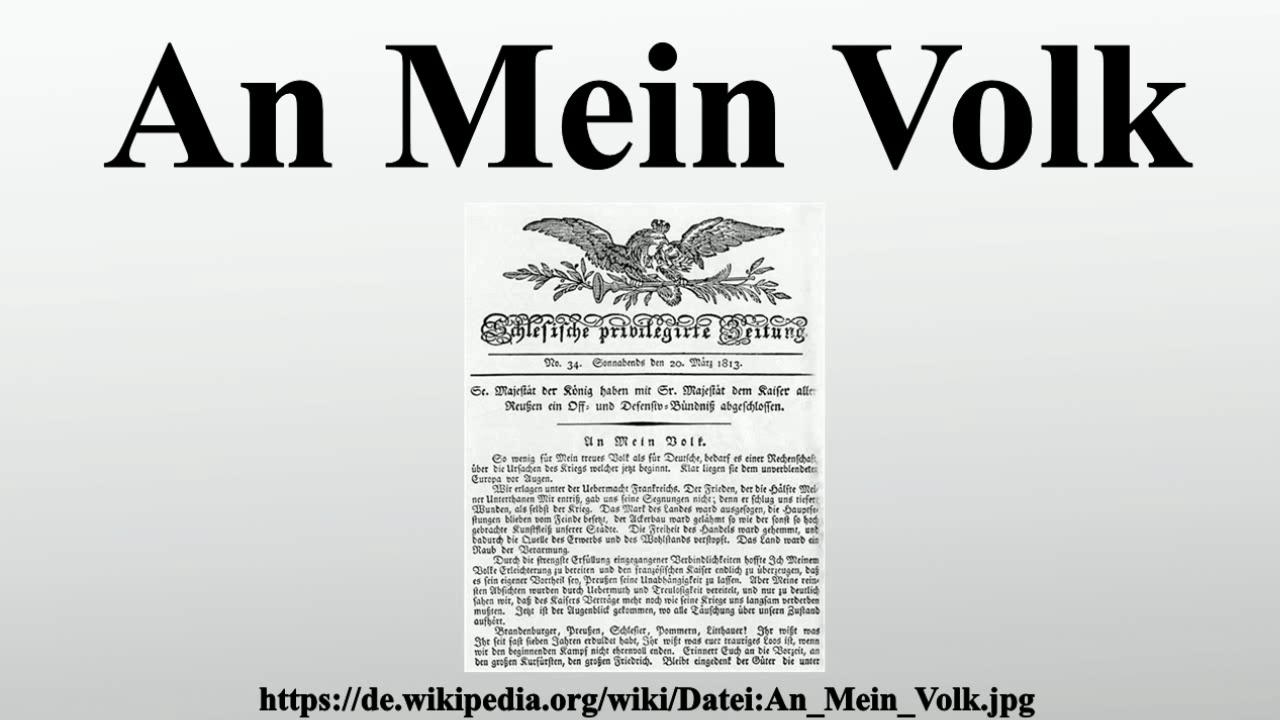 An Mein Volk
Schlesische privilegirte Zeitung
No. 34. Sonnabends den 20. März 1813.
Se. Majestät der König haben mit Sr. Majestät dem Kaiser aller
Reußen ein Off- und Defensiv-Bündniß abgeschlossen.
An Mein Volk.
So wenig für Mein treues Volk als für Deutsche, bedarf es einer Rechenschaft,
über die Ursachen des Kriegs welcher jetzt beginnt. Klar liegen sie dem unverblendeten
Europa vor Augen.
Wir erlagen unter der Uebermacht Frankreichs. Der Frieden, der die Hälfte Mei-
ner Unterthanen Mir entriß, gab uns seine Segnungen nicht; denn er schlug uns tiefere
Wunden, als selbst der Krieg. Das Mark des Landes ward ausgesogen, die Hauptfe-
stungen blieben vom Feinde besetzt, der Ackerbau ward gelähmt so wie der sonst so hoch
gebrachte Kunstfleiß unserer Städte. Die Freiheit des Handels ward gehemmt, und
dadurch die Quelle des Erwerbs und des Wohlstands verstopft. Das Land ward ein
Raub der Verarmung.
Durch die strengste Erfüllung eingegangener Verbindlichkeiten hoffte Ich Meinem
Volke Erleichterung zu bereiten und den französischen Kaiser endlich zu überzeugen, daß
es sein eigener Vortheil sey, Preußen seine Unabhängigkeit zu lassen. Aber Meine rein-
sten Absichten wurden durch Uebermuth und Treulosigkeit vereitelt, und nur zu deutlich
sahen wir, daß des Kaisers Verträge mehr noch wie seine Kriege uns langsam verderben
mußten. Jetzt ist der Augenblick gekommen, wo alle Täuschung über unsern Zustand
aufhört.
Brandenburger, Preußen, Schlesier, Pommern, Litthauer! Ihr wißt was
Ihr seit fast sieben Jahren erduldet habt, Ihr wißt was euer trauriges Loos ist, wenn
wir den beginnenden Kampf nicht ehrenvoll enden. Erinnert Euch an die Vorzeit, an
den großen Kurfürsten, den großen Friedrich. Bleibt eingedenk der Güter die unter
https://de.wikipedia.org/wiki/Datei:An_Mein_Volk.jpg